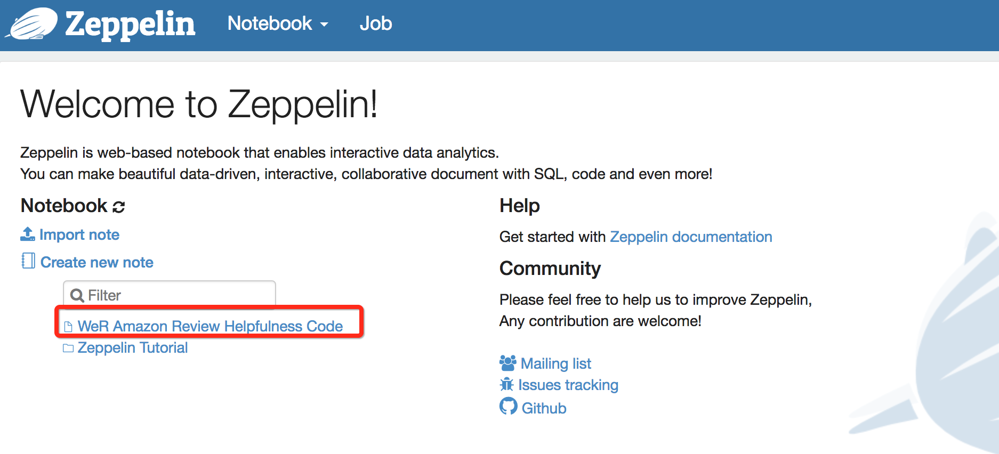 Zeppelin Notebook Job
Welcome to Zeppelin!
Zeppelin is web-based notebook that enables interactive data analytics.
You can make beautiful data-driven, interactive, collaborative document with SQL, code and even more!
Notebook
Import note
Create new note
Filter
WeR Amazon Review Helpfulness Code
Zeppelin Tutorial
Help
Get started with Zeppelin documentation
Community
Please feel free to help us to improve Zeppelin,
Any contribution are welcome!
Mailing list
Issues tracking
Github